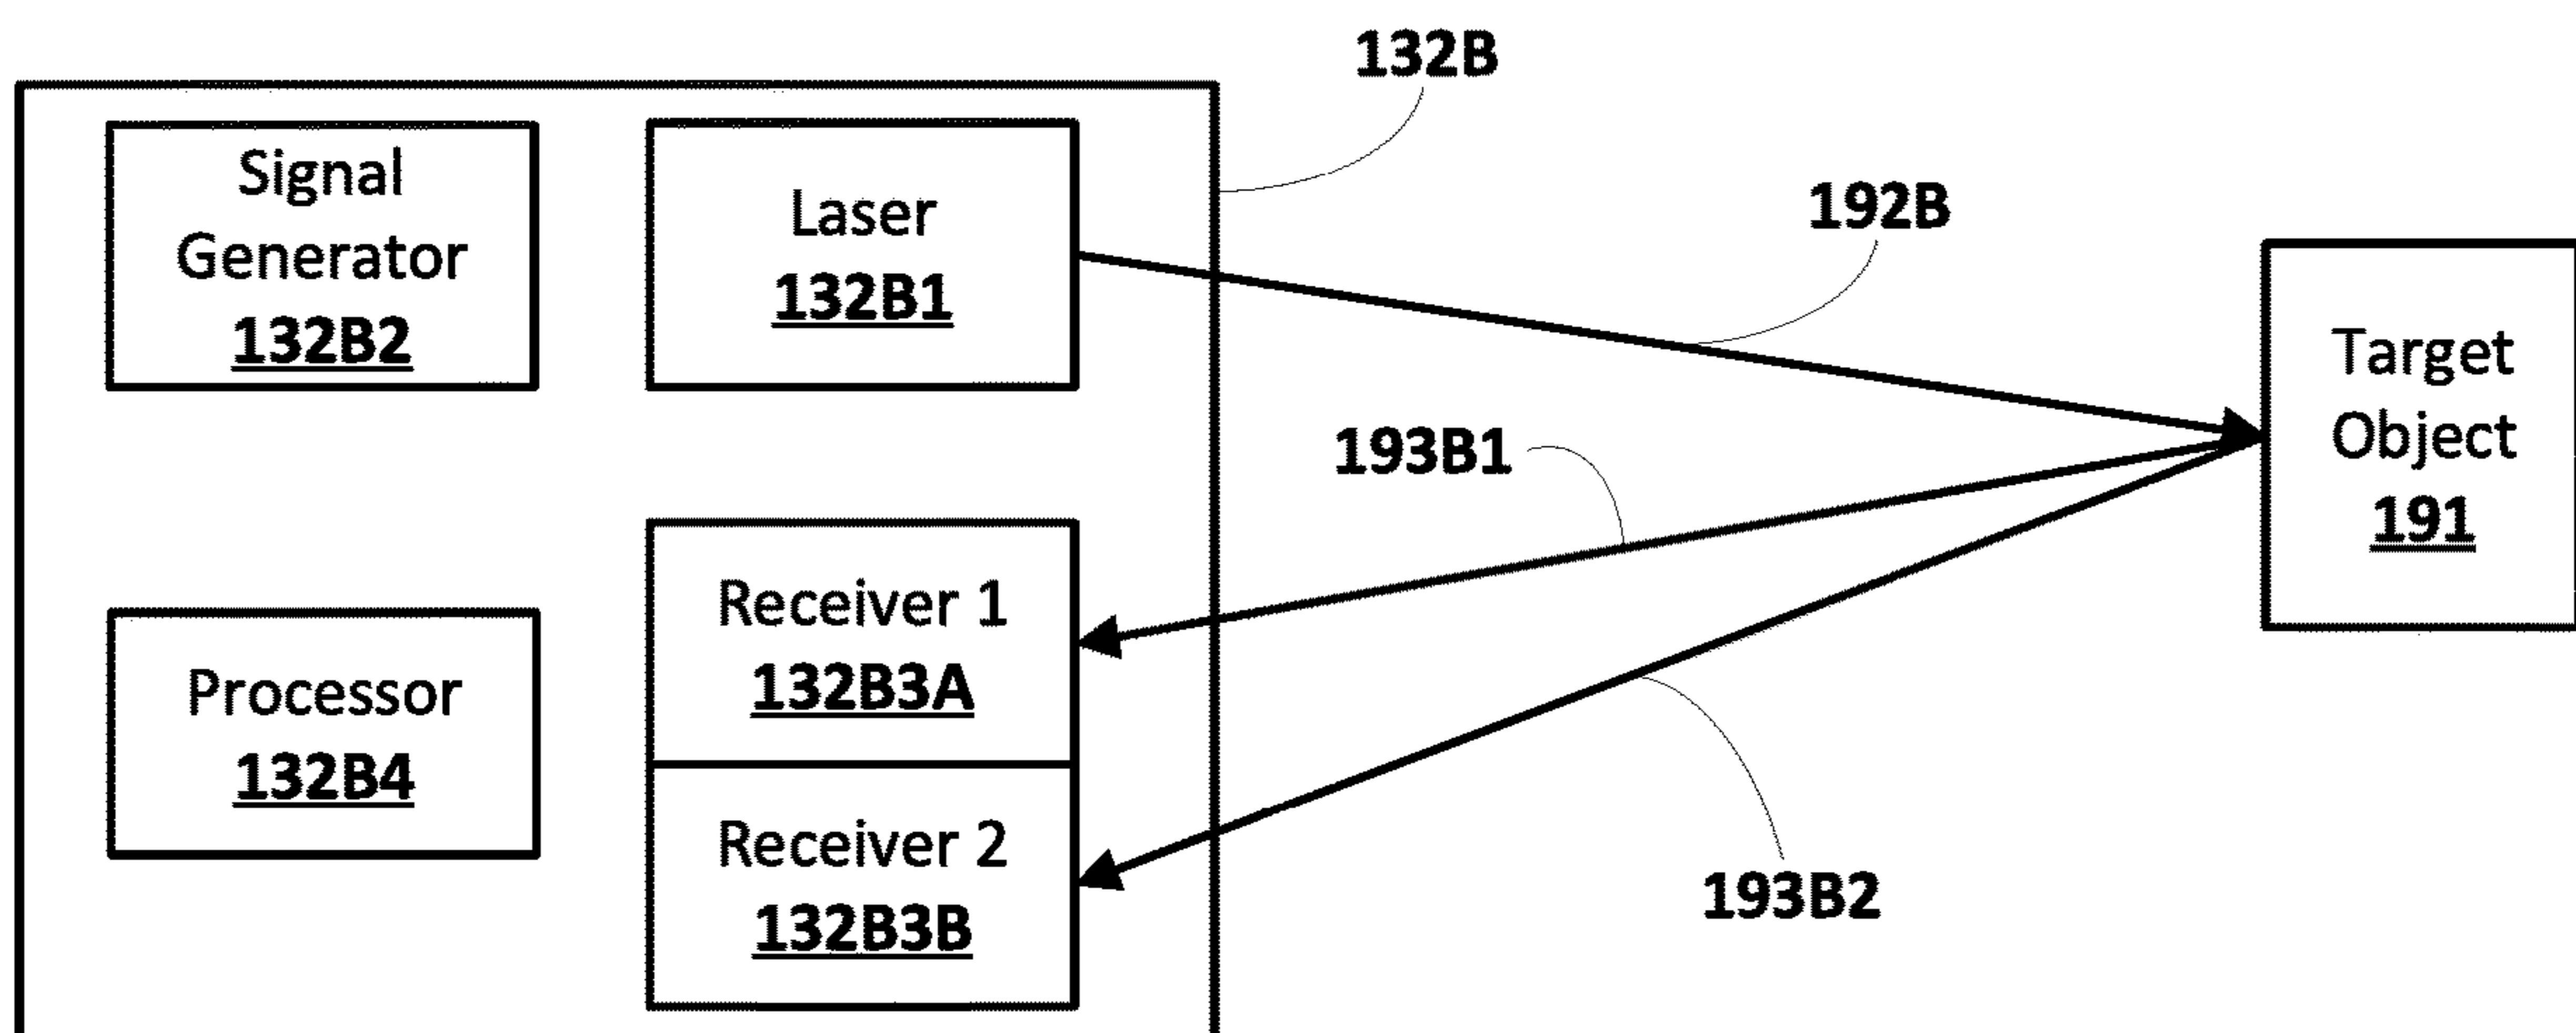 132B
Signal
Generator
132B2
Laser
132B1
192B
193B1
Target
Object
191
Receiver 1
132B3A
Processor
132B4
Receiver 2
132B3B
193B2